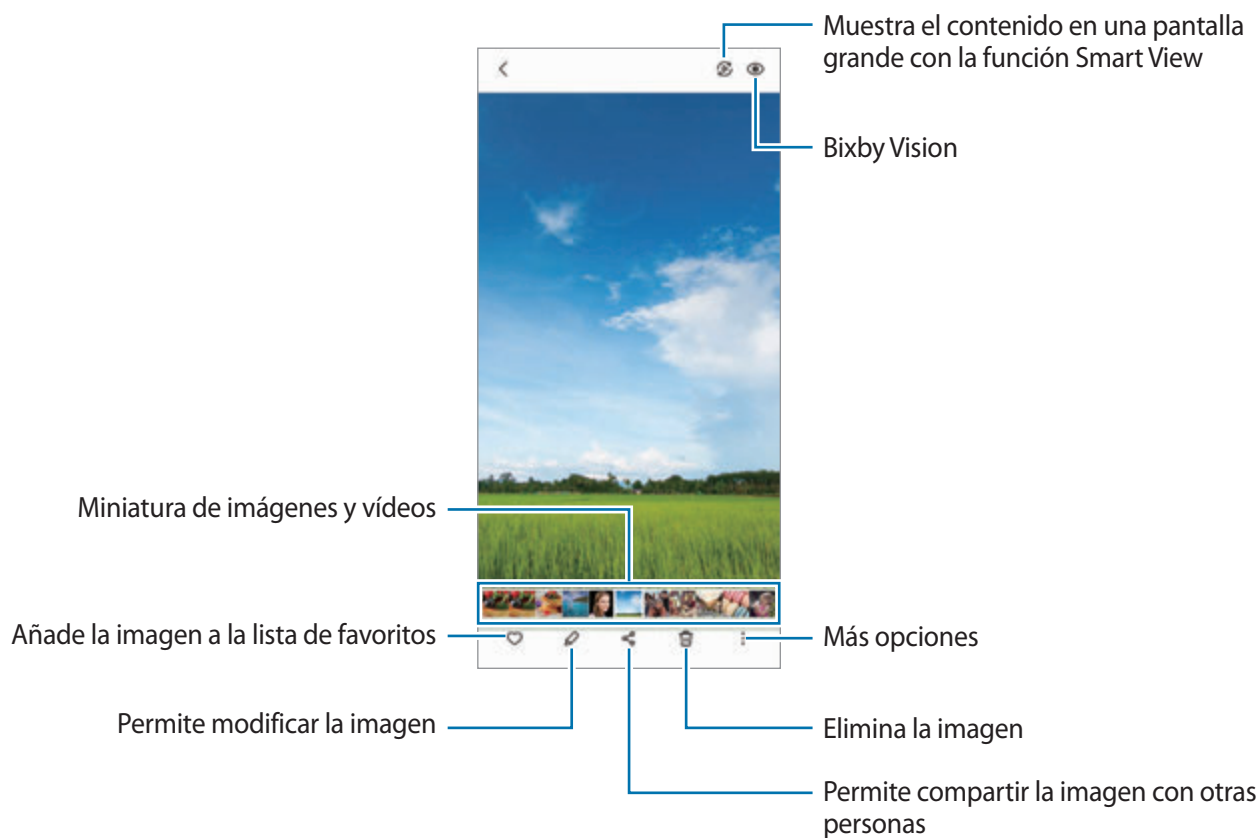 Muestra el contenido en una pantalla
grande con la función Smart View
Bixby Vision
Miniatura de imágenes y vídeos
Añade la imagen a la lista de favoritos
Más opciones
Permite modificar la imagen
Elimina la imagen
Permite compartir la imagen con otras
personas